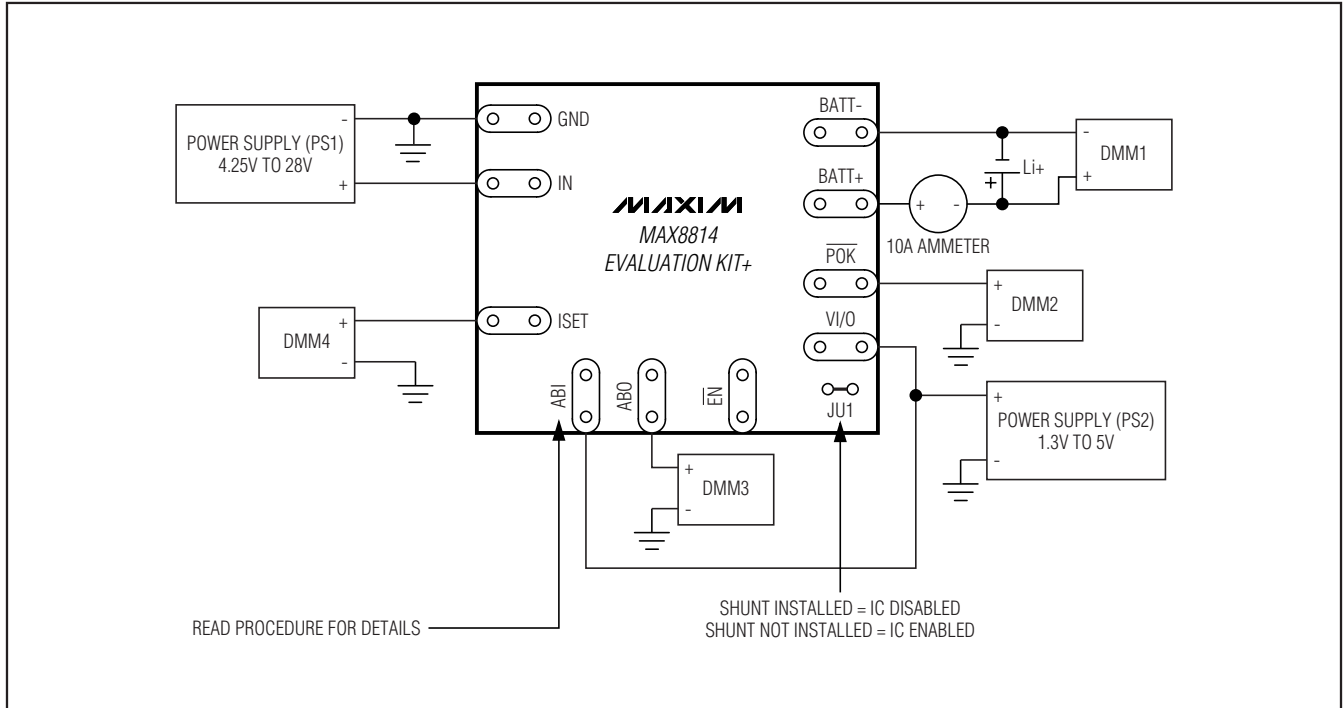 POWER SUPPLY (PS1)
4.25V TO 28V
-
+
GND
IN
ISET
DMM4
+
-
MAXIM
MAX8814
EVALUATION KIT+
BATT-
BATT+
POK
VI/O
JU1
ABI
ABO
EN
+ -
10A AMMETER
Li+
+
-
+
DMM1
+
-
DMM2
+
-
POWER SUPPLY (PS2)
1.3V TO 5V
+
-
DMM3
READ PROCEDURE FOR DETAILS
SHUNT INSTALLED = IC DISABLED
SHUNT NOT INSTALLED = IC ENABLED